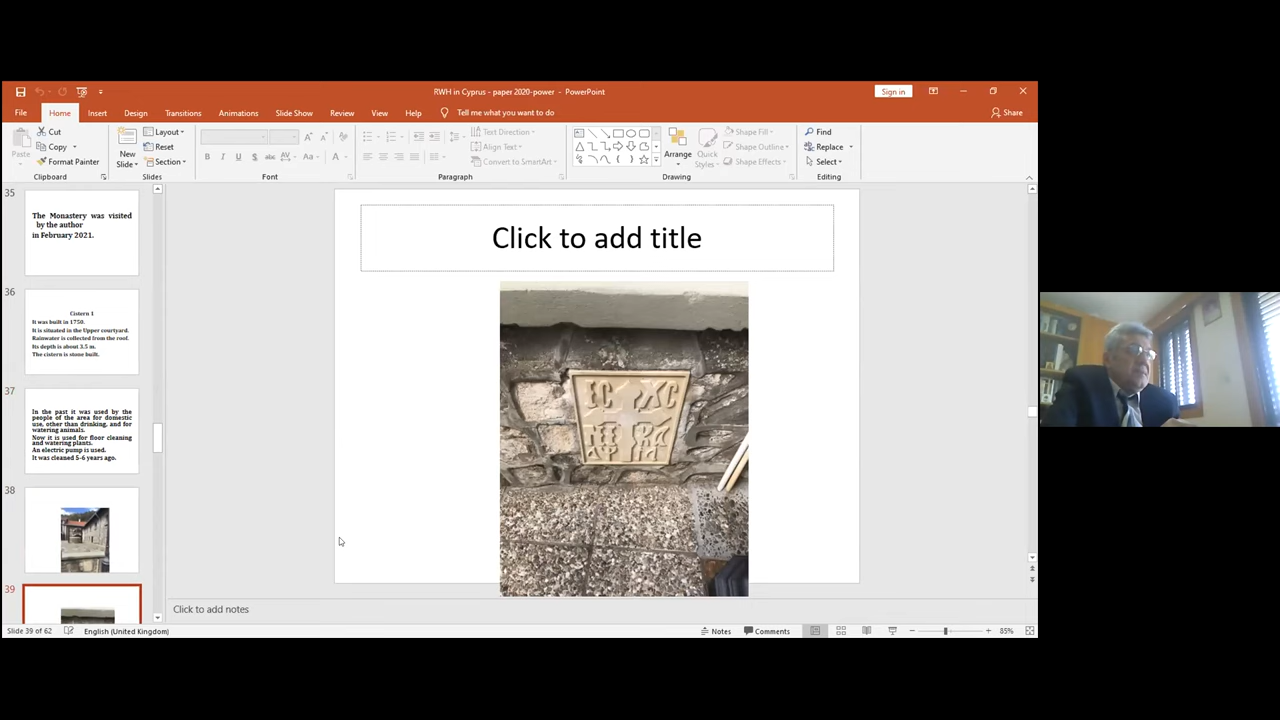 RWH in Cyprus - paper 2020-power - PowerPoint
Sign in
File Home Insert Design Transitions Animations Slide Show Review View Help Tell me what you want to do Share
Paste
Cut
Copy
Format Painter
Clipboard
New
Slide
Layout
Reset
Section
Slides
B I U S abc AV Aa A
Font
Text Direction
Align Text
Convert to SmartArt
Paragraph
Arrange
Quick
Styles
Shape Fill
Shape Outline
Shape Effects
Drawing
Find
Replace
Select
Editing
35
The Monastery was visited
by the author
in February 2021.
36
Cistern 1
It was built in 1750.
It is situated in the Upper courtyard.
Rainwater is collected from the roof.
Its depth is about 3.5 m.
The cistern is stone built.
37
In the past it was used by the
people of the area for domestic
use, other than drinking, and for
watering animals.
Now it is used for floor cleaning
and watering plants.
An electric pump is used.
It was cleaned 5-6 years ago.
38
39
Click to add title
IC XC
Click to add notes
Slide 39 of 62
English (United Kingdom)
Notes
Comments
85%